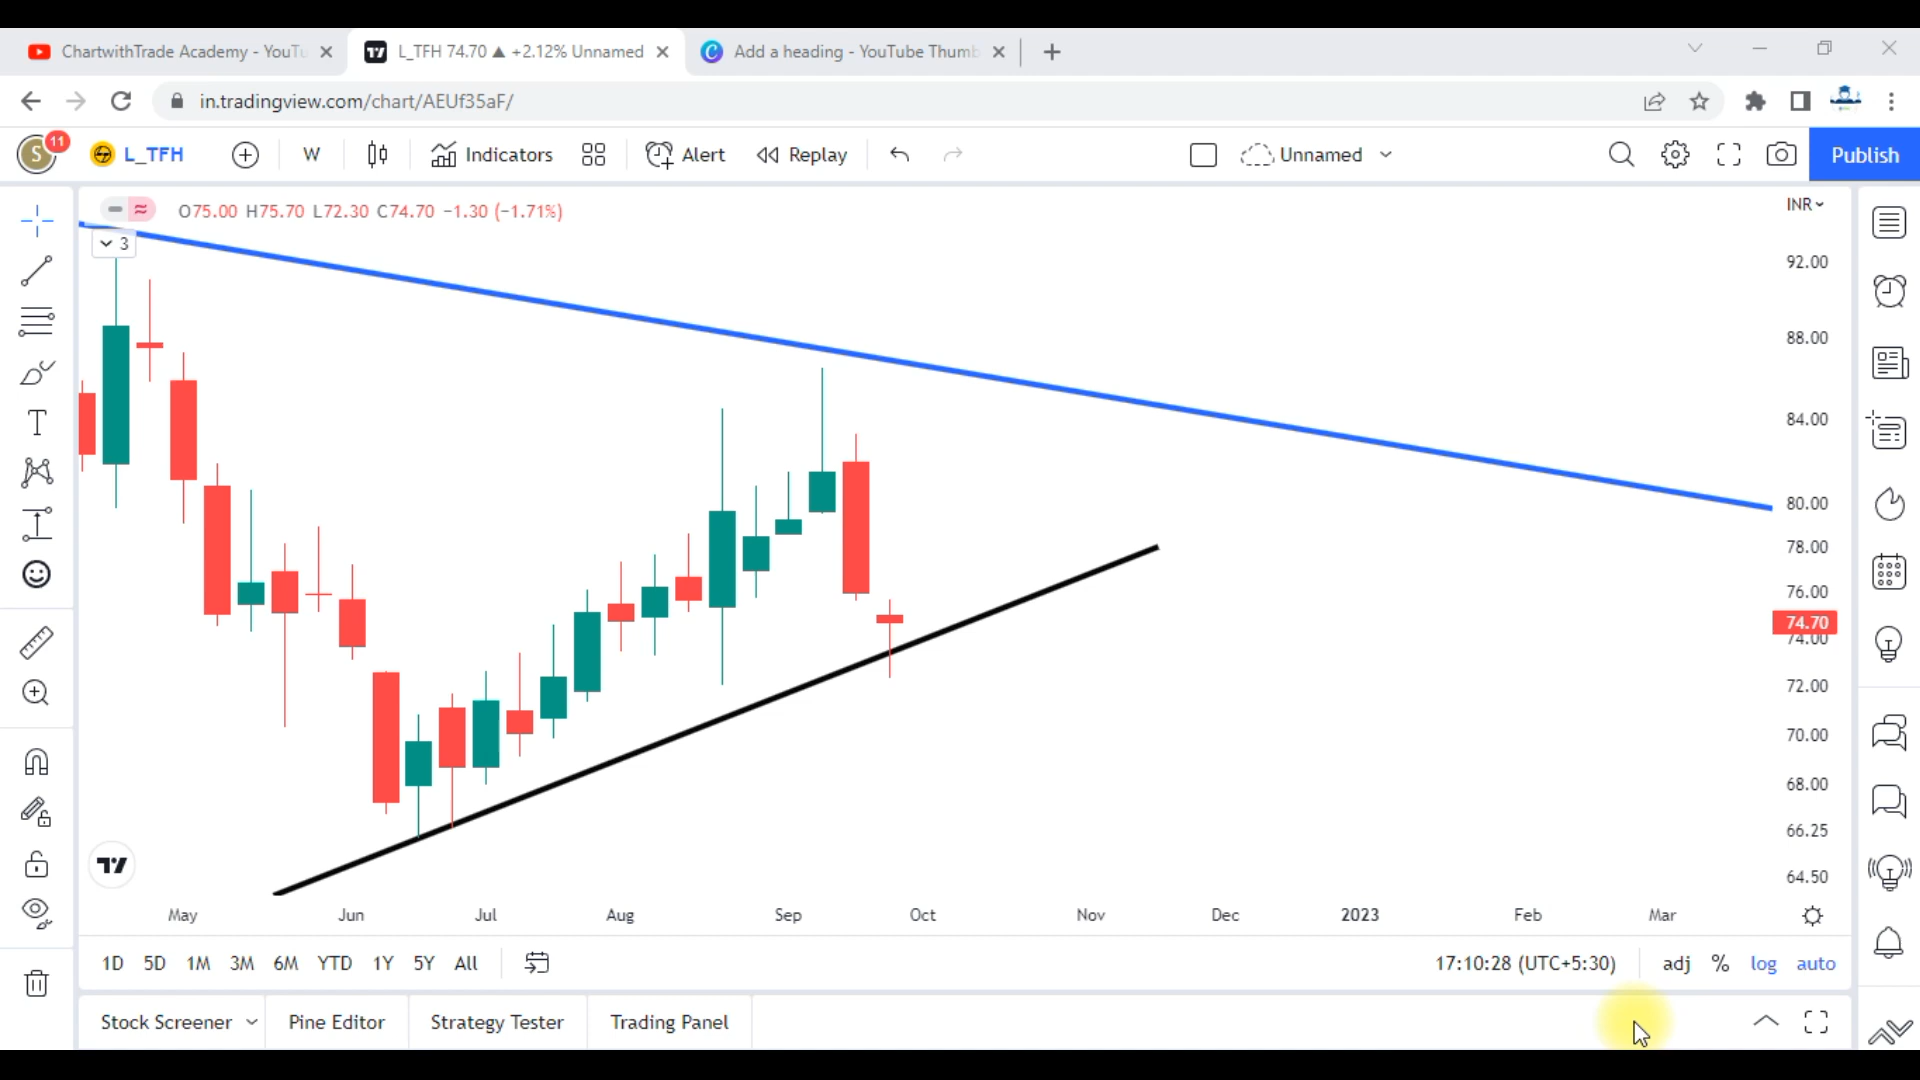 ChartwithTrade Academy - YouTu
L_TFH 74.70 ▲ +2.12% Unnamed
Add a heading - YouTube Thumb
in.tradingview.com/chart/AEUf35aF/
S
11
L_TFH
W
Indicators
Alert
Replay
Unnamed
Publish
O75.00 H75.70 L72.30 C74.70 −1.30 (−1.71%)
3
INR
92.00
88.00
84.00
80.00
78.00
76.00
74.70
74.00
72.00
70.00
68.00
66.25
64.50
May
Jun
Jul
Aug
Sep
Oct
Nov
Dec
2023
Feb
Mar
1D 5D 1M 3M 6M YTD 1Y 5Y All
17:10:28 (UTC+5:30)
adj % log auto
Stock Screener
Pine Editor
Strategy Tester
Trading Panel